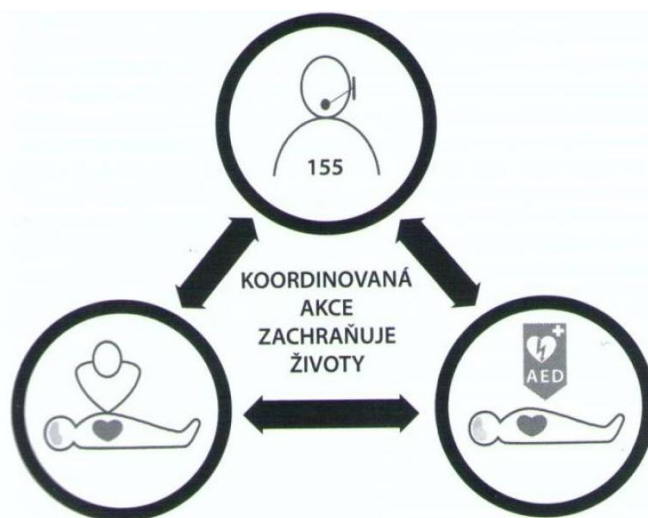 155
KOORDINOVANÁ
AKCE
ZACHRAŇUJE
ŽIVOTY
AED